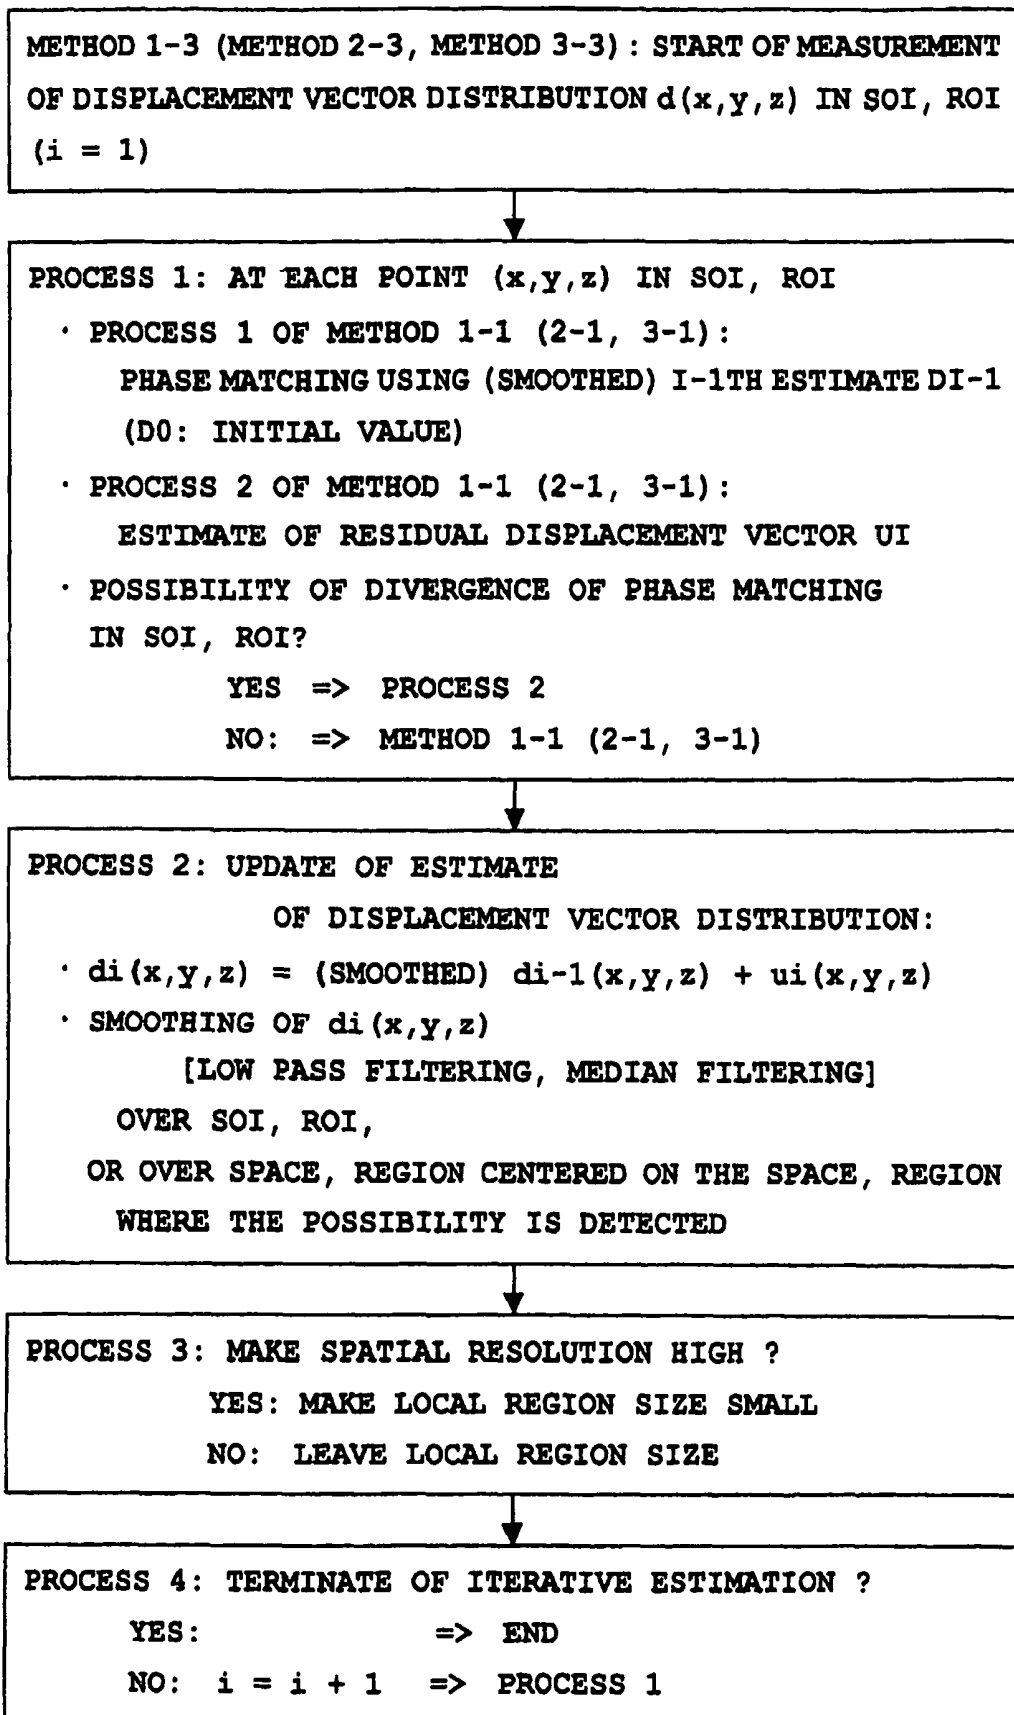 METHOD 1-3 (METHOD 2-3, METHOD 3-3) : START OF MEASUREMENT
OF DISPLACEMENT VECTOR DISTRIBUTION d(x,y,z) IN SOI, ROI
(i = 1)
PROCESS 1: AT EACH POINT (x,y,z) IN SOI, ROI
· PROCESS 1 OF METHOD 1-1 (2-1, 3-1) :
PHASE MATCHING USING (SMOOTHED) I-1TH ESTIMATE DI-1
(D0: INITIAL VALUE)
· PROCESS 2 OF METHOD 1-1 (2-1, 3-1) :
ESTIMATE OF RESIDUAL DISPLACEMENT VECTOR UI
· POSSIBILITY OF DIVERGENCE OF PHASE MATCHING
IN SOI, ROI?
YES => PROCESS 2
NO: => METHOD 1-1 (2-1, 3-1)
PROCESS 2: UPDATE OF ESTIMATE
OF DISPLACEMENT VECTOR DISTRIBUTION:
· di(x,y,z) = (SMOOTHED) di-1(x,y,z) + ui(x,y,z)
· SMOOTHING OF di(x,y,z)
[LOW PASS FILTERING, MEDIAN FILTERING]
OVER SOI, ROI,
OR OVER SPACE, REGION CENTERED ON THE SPACE, REGION
WHERE THE POSSIBILITY IS DETECTED
PROCESS 3: MAKE SPATIAL RESOLUTION HIGH ?
YES: MAKE LOCAL REGION SIZE SMALL
NO: LEAVE LOCAL REGION SIZE
PROCESS 4: TERMINATE OF ITERATIVE ESTIMATION ?
YES: => END
NO: i = i + 1 => PROCESS 1